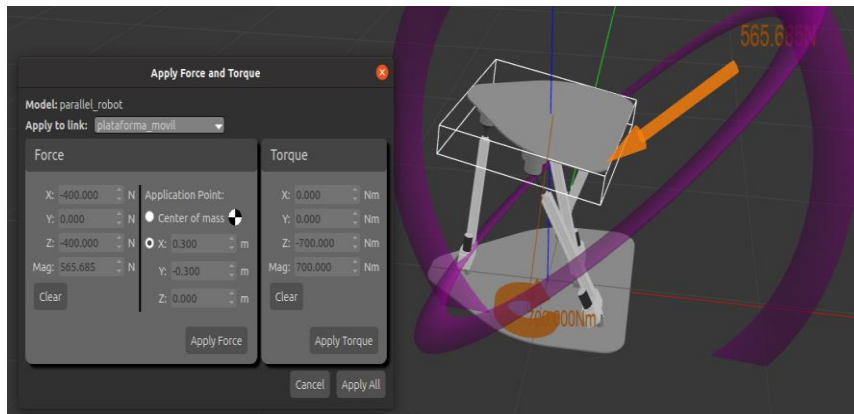 Apply Force and Torque
Model: parallel_robot
Apply to link: plataforma_movil
Force
X: -400.000 N
Y: 0.000 N
Z: -400.000 N
Mag: 565.685 N
Clear
Application Point:
Center of mass
X: 0.300 m
Y: -0.300 m
Z: 0.000 m
Apply Force
Torque
X: 0.000 Nm
Y: 0.000 Nm
Z: -700.000 Nm
Mag: 700.000 Nm
Clear
Apply Torque
Cancel Apply All
565.685N
700.000Nm